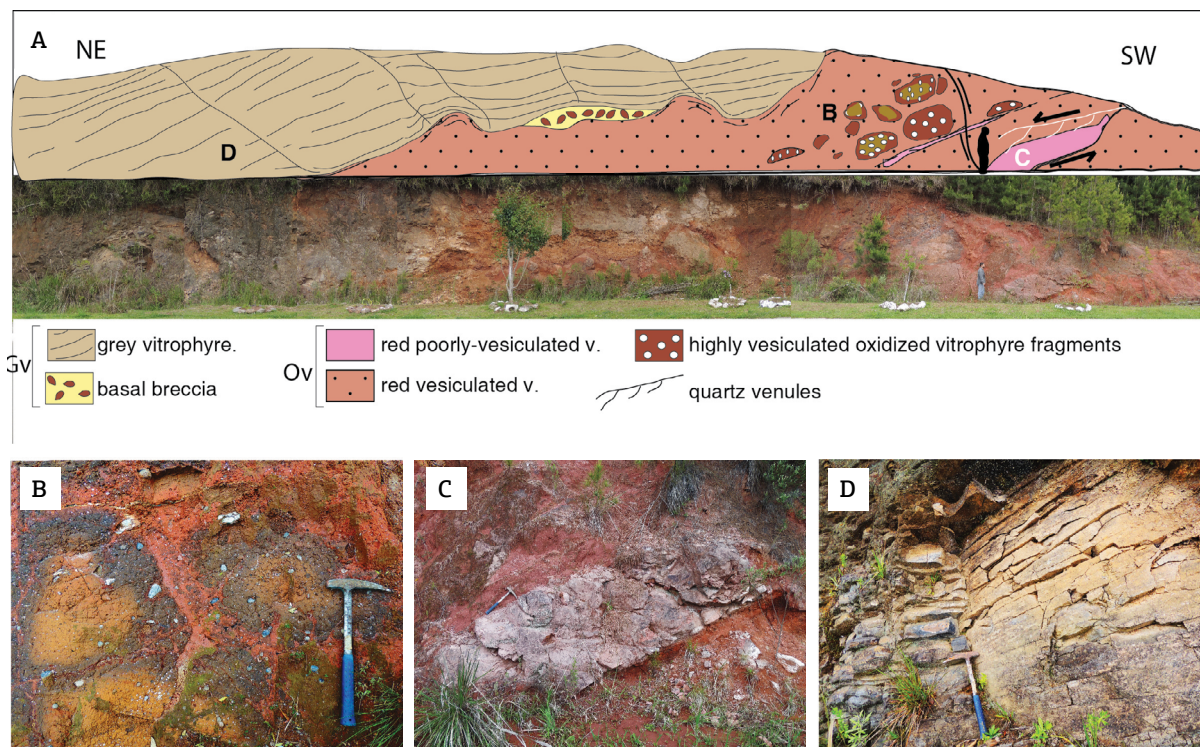 A
NE
SW
B
D
C
Gv
grey vitrophyre.
basal breccia
Ov
red poorly-vesiculated v.
red vesiculated v.
highly vesiculated oxidized vitrophyre fragments
quartz venules
B
C
D